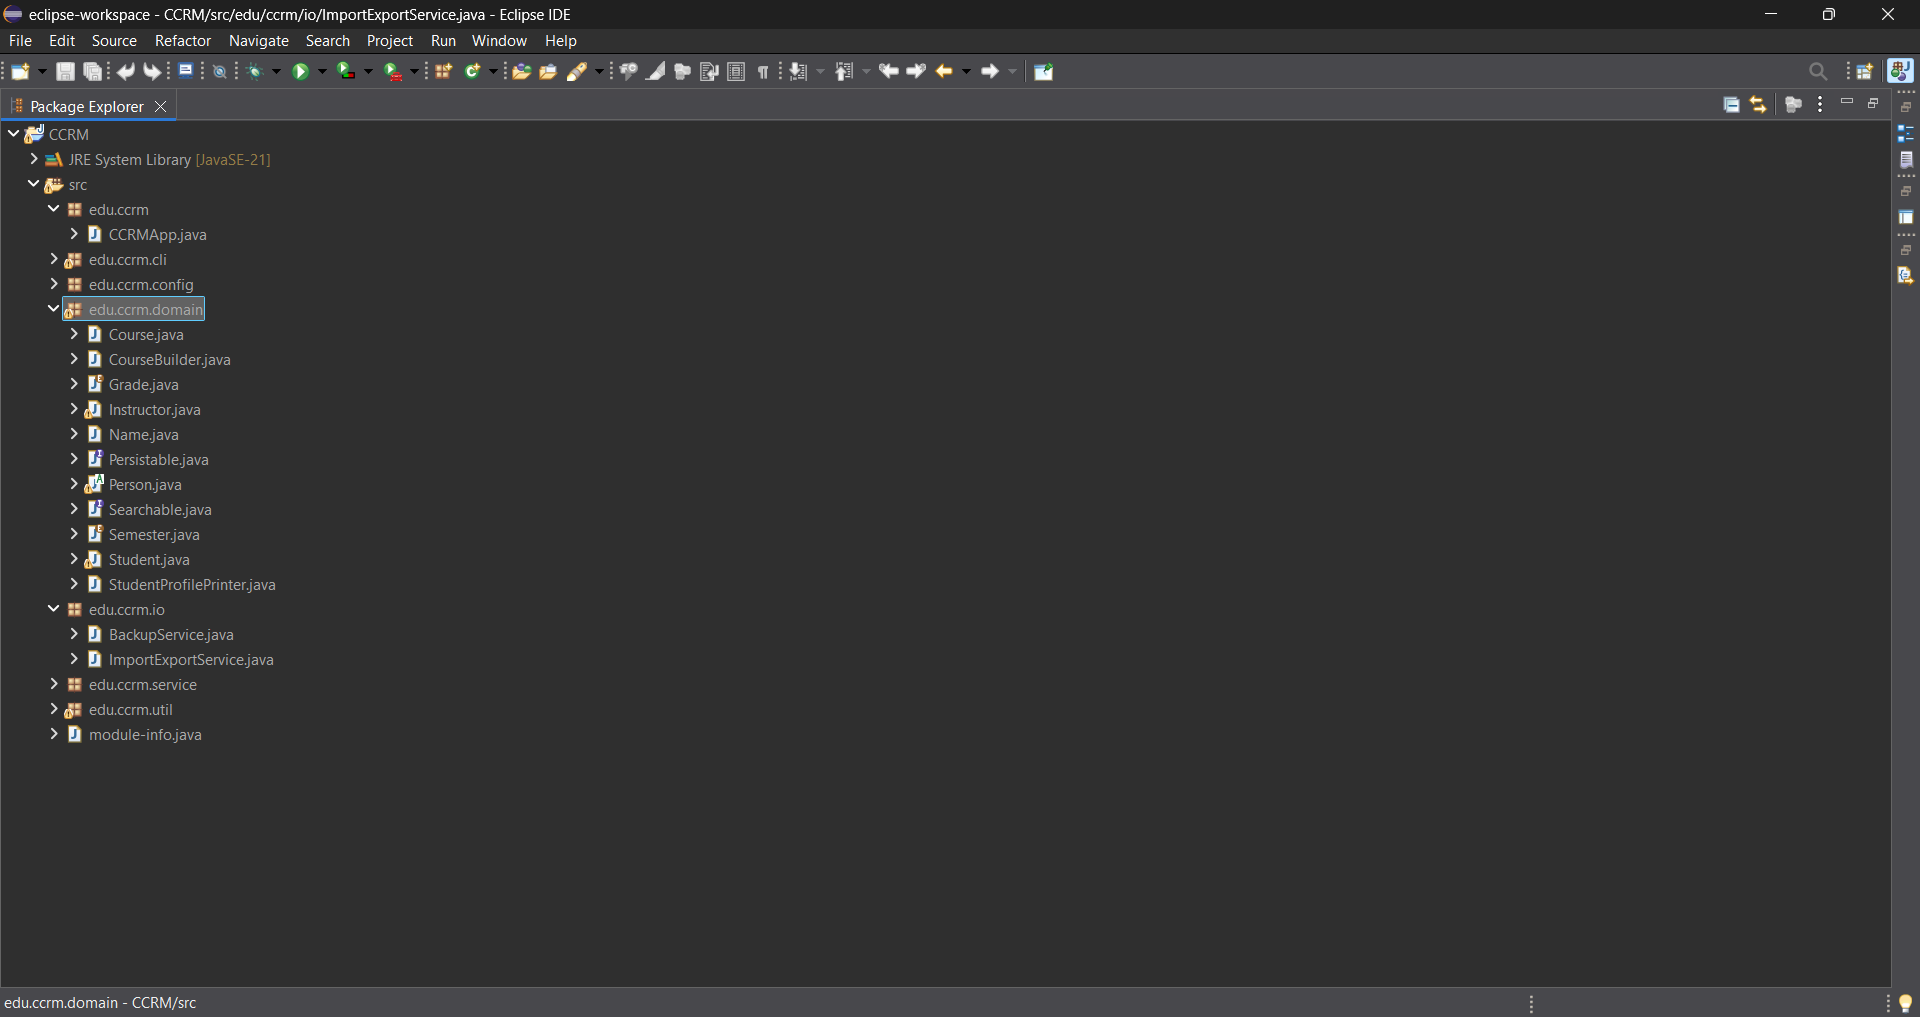 eclipse-workspace - CCRM/src/edu/ccrm/io/ImportExportService.java - Eclipse IDE
File Edit Source Refactor Navigate Search Project Run Window Help
Package Explorer
CCRM
JRE System Library [JavaSE-21]
src
edu.ccrm
CCRMApp.java
edu.ccrm.cli
edu.ccrm.config
edu.ccrm.domain
Course.java
CourseBuilder.java
Grade.java
Instructor.java
Name.java
Persistable.java
Person.java
Searchable.java
Semester.java
Student.java
StudentProfilePrinter.java
edu.ccrm.io
BackupService.java
ImportExportService.java
edu.ccrm.service
edu.ccrm.util
module-info.java
edu.ccrm.domain - CCRM/src